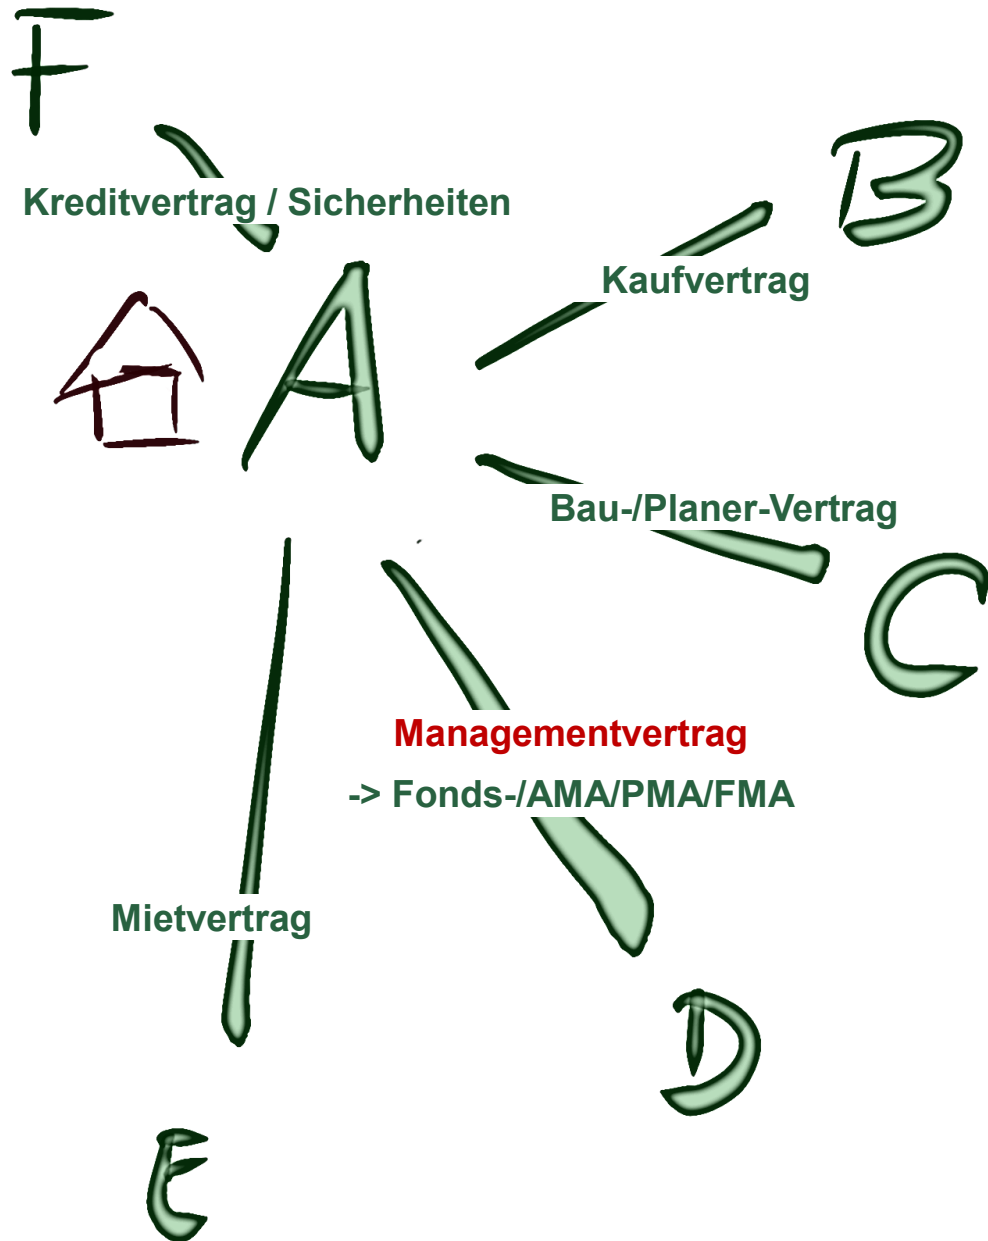 F
B
Kreditvertrag / Sicherheiten
Kaufvertrag
A
Bau-/Planer-Vertrag
C
Managementvertrag
-> Fonds-/AMA/PMA/FMA
Mietvertrag
D
E